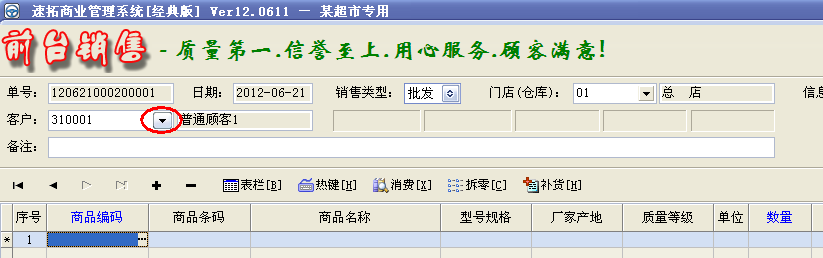 速拓商业管理系统[经典版] Ver12.0611 — 某超市专用
前台销售 - 质量第一.信誉至上.用心服务.顾客满意!
单号: 120621000200001 日期: 2012-06-21 销售类型: 批发 门店(仓库): 01 总 店 信息
客户: 310001 普通顾客1
备注:
表栏[B] 热键[H] 消费[X] 拆零[C] 补货[H]
序号 商品编码 商品条码 商品名称 型号规格 厂家产地 质量等级 单位 数量
* 1 ...